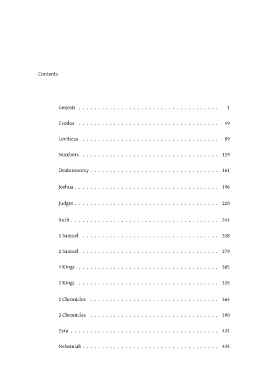 Contents
Genesis . . . . . . . . . . . . . . . . . . . . 1
Exodus . . . . . . . . . . . . . . . . . . . . 49
Leviticus . . . . . . . . . . . . . . . . . . . . 89
Numbers . . . . . . . . . . . . . . . . . . . . 119
Deuteronomy . . . . . . . . . . . . . . . . . . . . 161
Joshua . . . . . . . . . . . . . . . . . . . . 196
Judges . . . . . . . . . . . . . . . . . . . . 220
Ruth . . . . . . . . . . . . . . . . . . . . 244
1 Samuel . . . . . . . . . . . . . . . . . . . . 248
2 Samuel . . . . . . . . . . . . . . . . . . . . 279
1 Kings . . . . . . . . . . . . . . . . . . . . 305
2 Kings . . . . . . . . . . . . . . . . . . . . 335
1 Chronicles . . . . . . . . . . . . . . . . . . . . 364
2 Chronicles . . . . . . . . . . . . . . . . . . . .
Ezra . . . . . . . . . . . . . . . . . . . . 424
Nehemiah . . . . . . . . . . . . . . . . . . . . 435